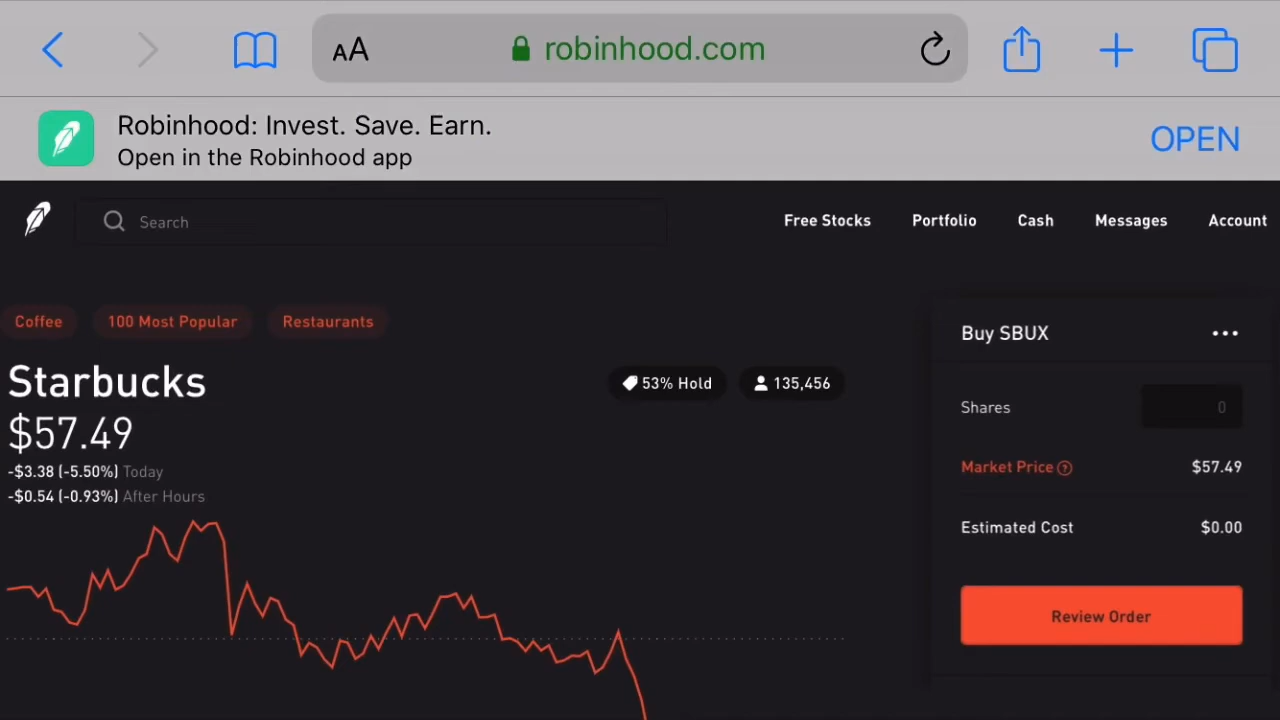 AA robinhood.com
Robinhood: Invest. Save. Earn.
Open in the Robinhood app
OPEN
Search
Free Stocks Portfolio Cash Messages Account
Coffee 100 Most Popular Restaurants
Starbucks
53% Hold 135,456
$57.49
-$3.38 (-5.50%) Today
-$0.54 (-0.93%) After Hours
Buy SBUX
Shares 0
Market Price ? $57.49
Estimated Cost $0.00
Review Order